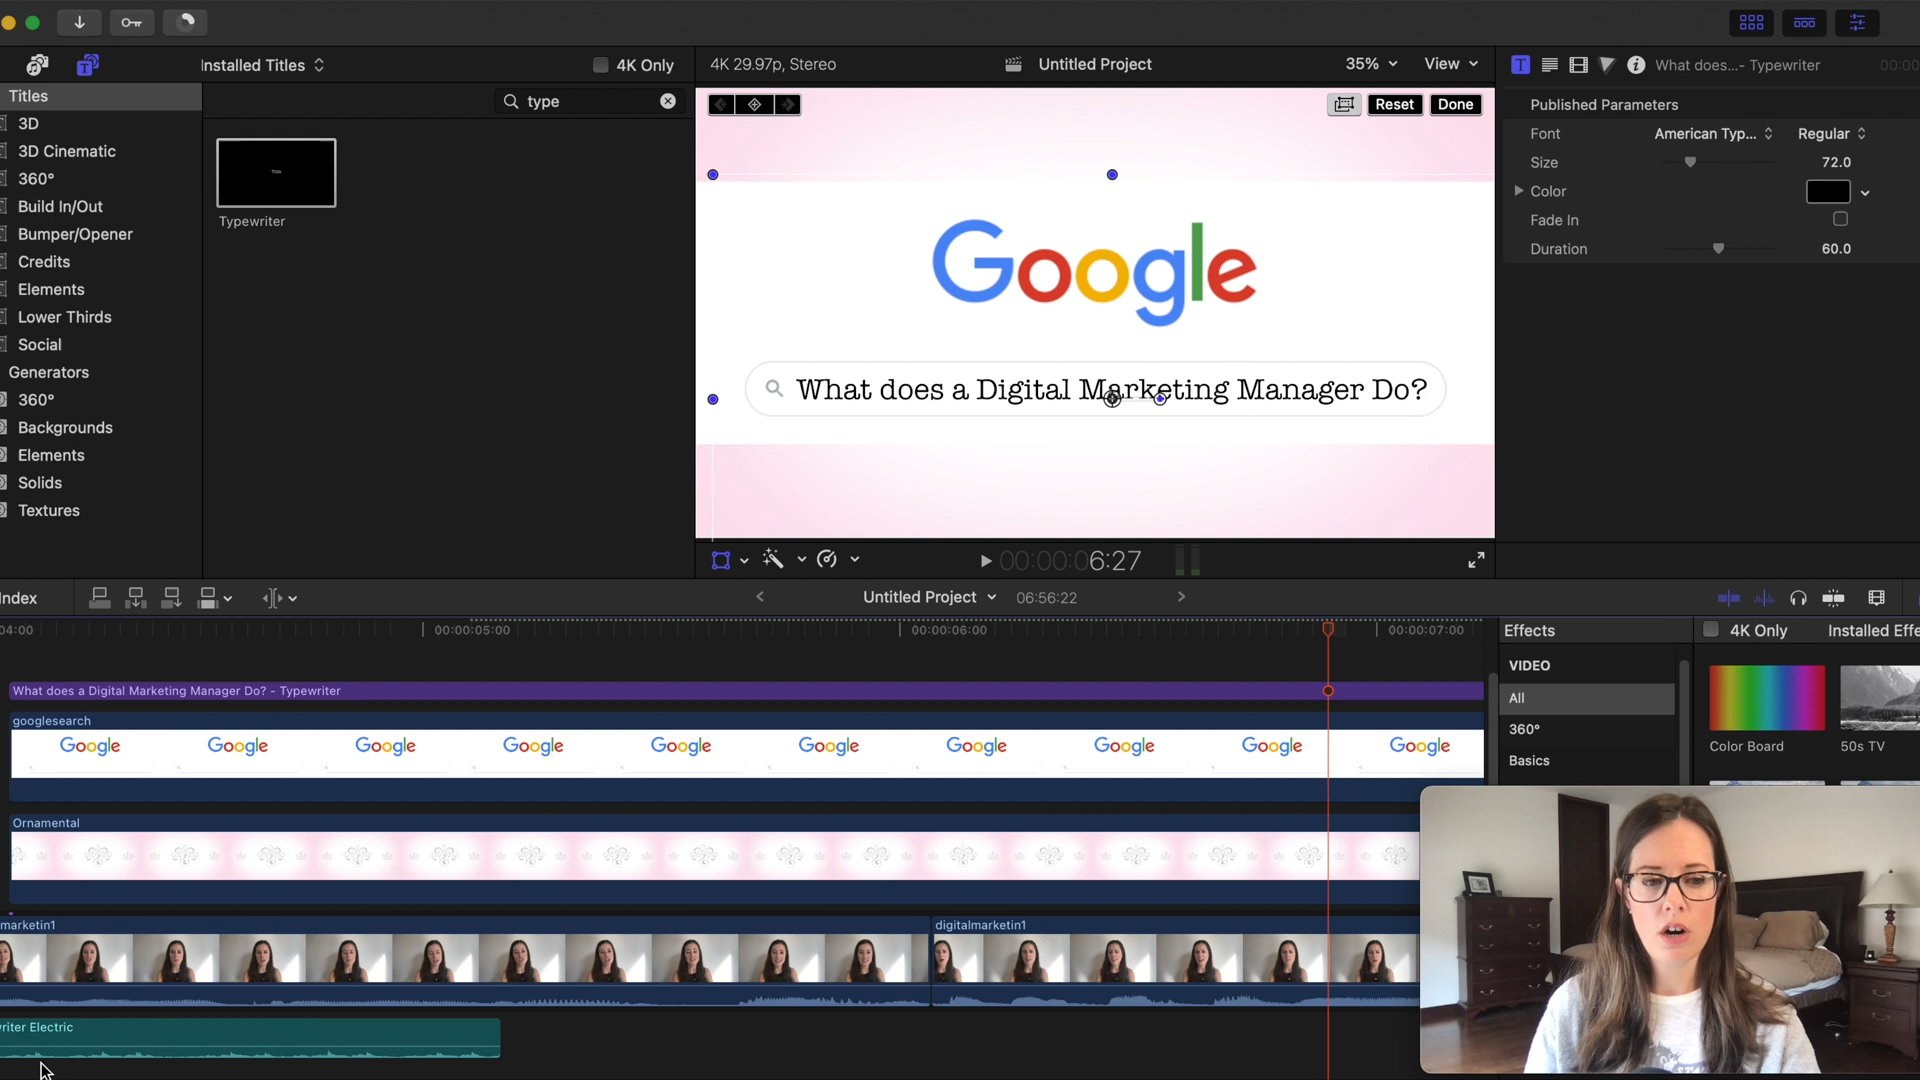 Installed Titles
4K Only
4K 29.97p, Stereo
Untitled Project
35%
View
What does...- Typewriter
00:00
Titles
type
Reset
Done
Published Parameters
3D
3D Cinematic
360°
Build In/Out
Bumper/Opener
Credits
Elements
Lower Thirds
Social
Generators
360°
Backgrounds
Elements
Solids
Textures
Title
Typewriter
Google
What does a Digital Marketing Manager Do?
Font
American Typ...
Regular
Size
72.0
Color
Fade In
Duration
60.0
00:00:06:27
Index
Untitled Project
06:56:22
04:00
00:00:05:00
00:00:06:00
00:00:07:00
Effects
4K Only
Installed Effe
VIDEO
All
360°
Basics
Color Board
50s TV
What does a Digital Marketing Manager Do? - Typewriter
googlesearch
Google Google Google Google Google Google Google Google Google Google
Ornamental
marketin1
digitalmarketin1
writer Electric